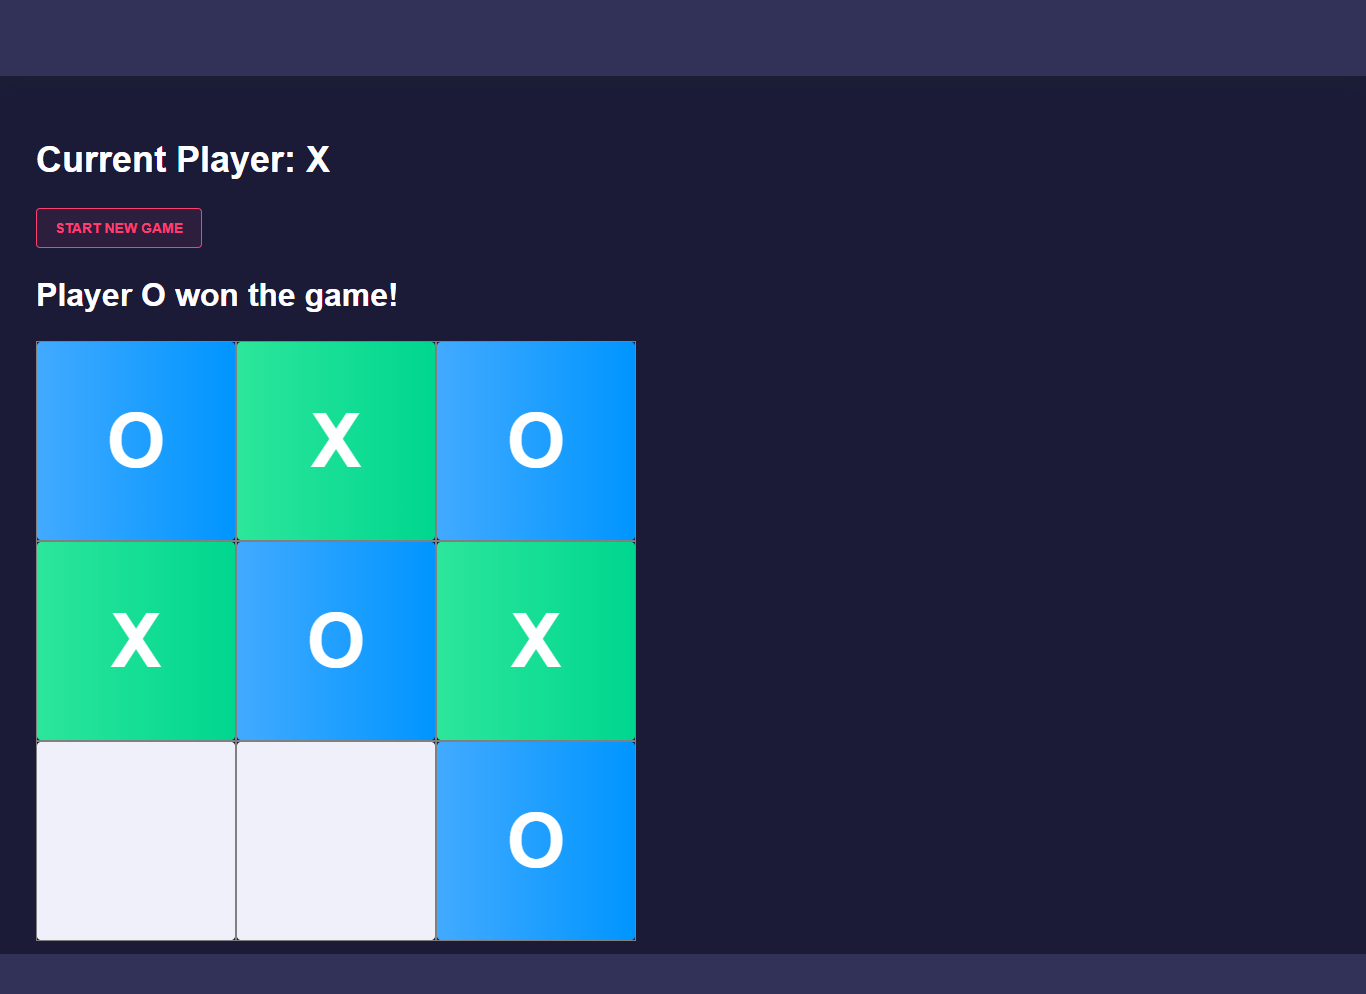 Current Player: X
START NEW GAME
Player O won the game!
O X O
X O X
O